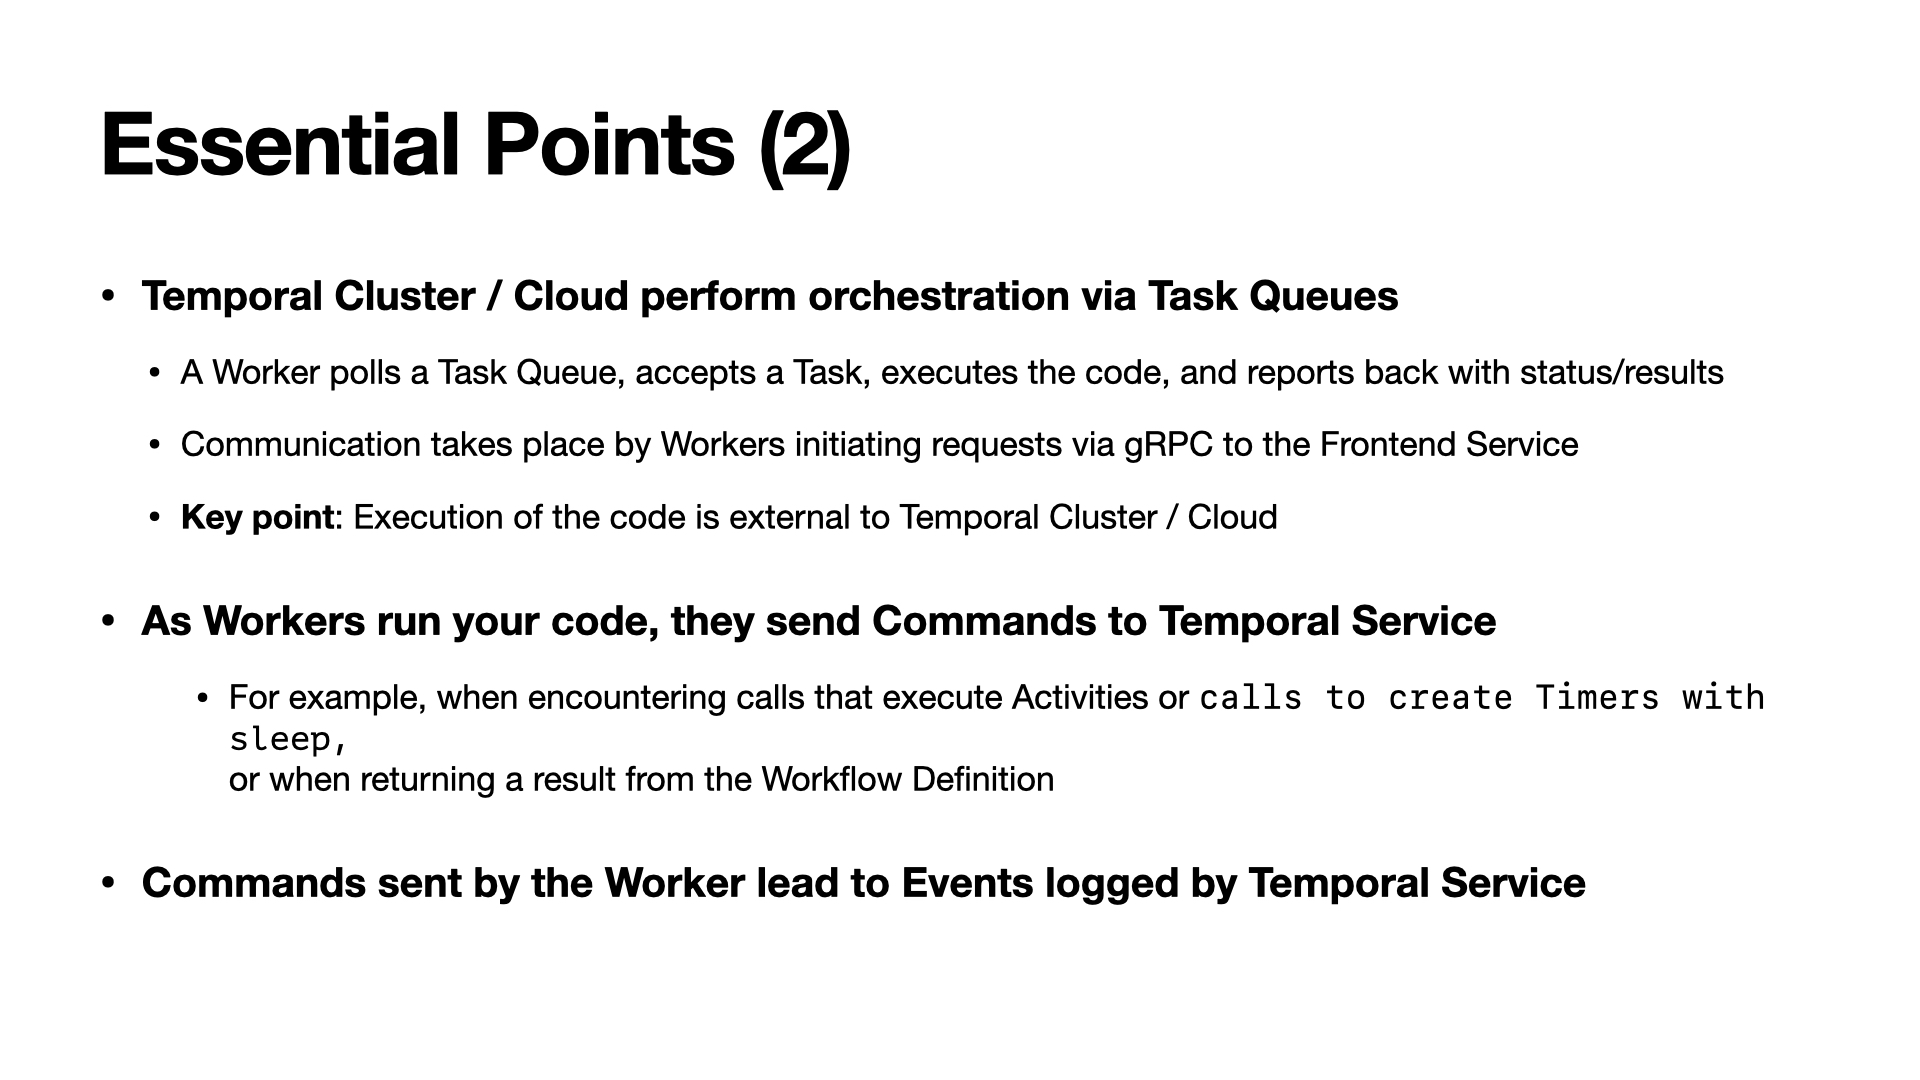 Essential Points (2)
• Temporal Cluster / Cloud perform orchestration via Task Queues
• A Worker polls a Task Queue, accepts a Task, executes the code, and reports back with status/results
• Communication takes place by Workers initiating requests via gRPC to the Frontend Service
• Key point: Execution of the code is external to Temporal Cluster / Cloud
• As Workers run your code, they send Commands to Temporal Service
• For example, when encountering calls that execute Activities or calls to create Timers with
sleep,
or when returning a result from the Workflow Definition
• Commands sent by the Worker lead to Events logged by Temporal Service